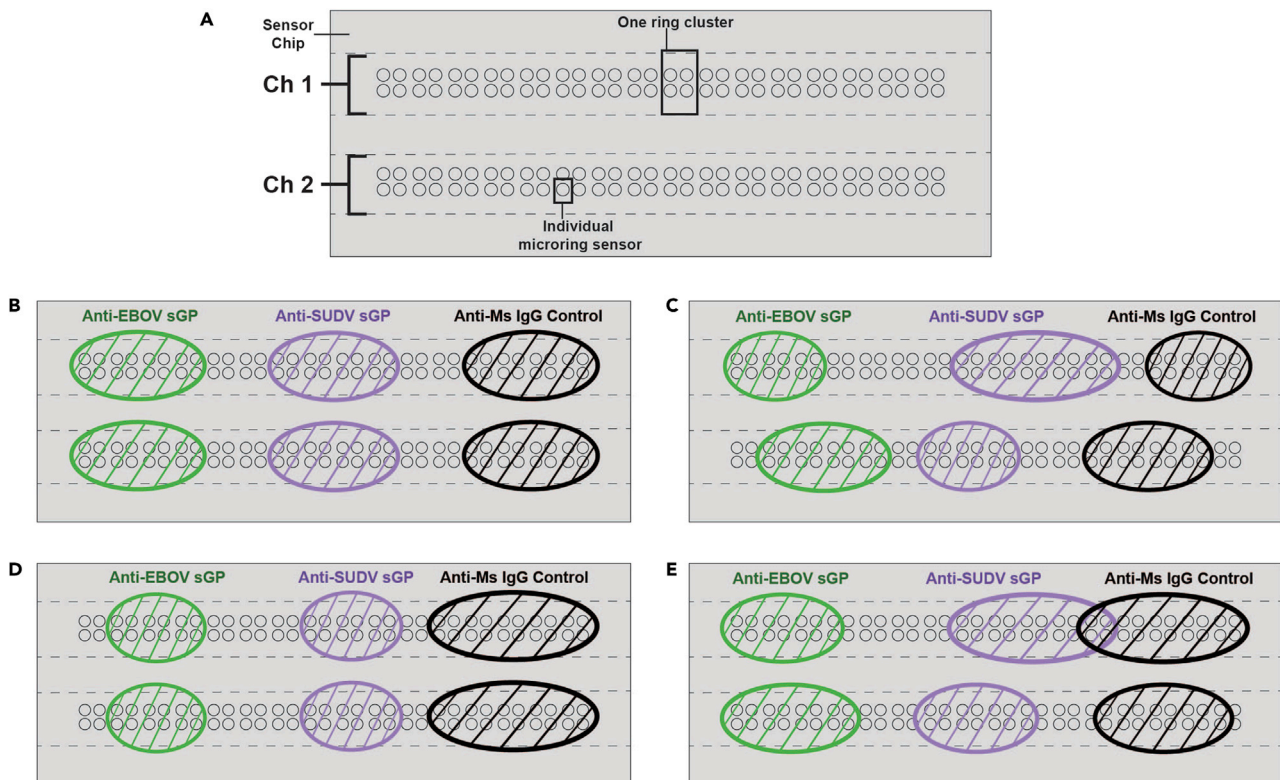 A
Sensor
Chip
One ring cluster
Ch 1
Ch 2
Individual
microring sensor
B
Anti-EBOV sGP
Anti-SUDV sGP
Anti-Ms IgG Control
C
Anti-EBOV sGP
Anti-SUDV sGP
Anti-Ms IgG Control
D
Anti-EBOV sGP
Anti-SUDV sGP
Anti-Ms IgG Control
E
Anti-EBOV sGP
Anti-SUDV sGP
Anti-Ms IgG Control